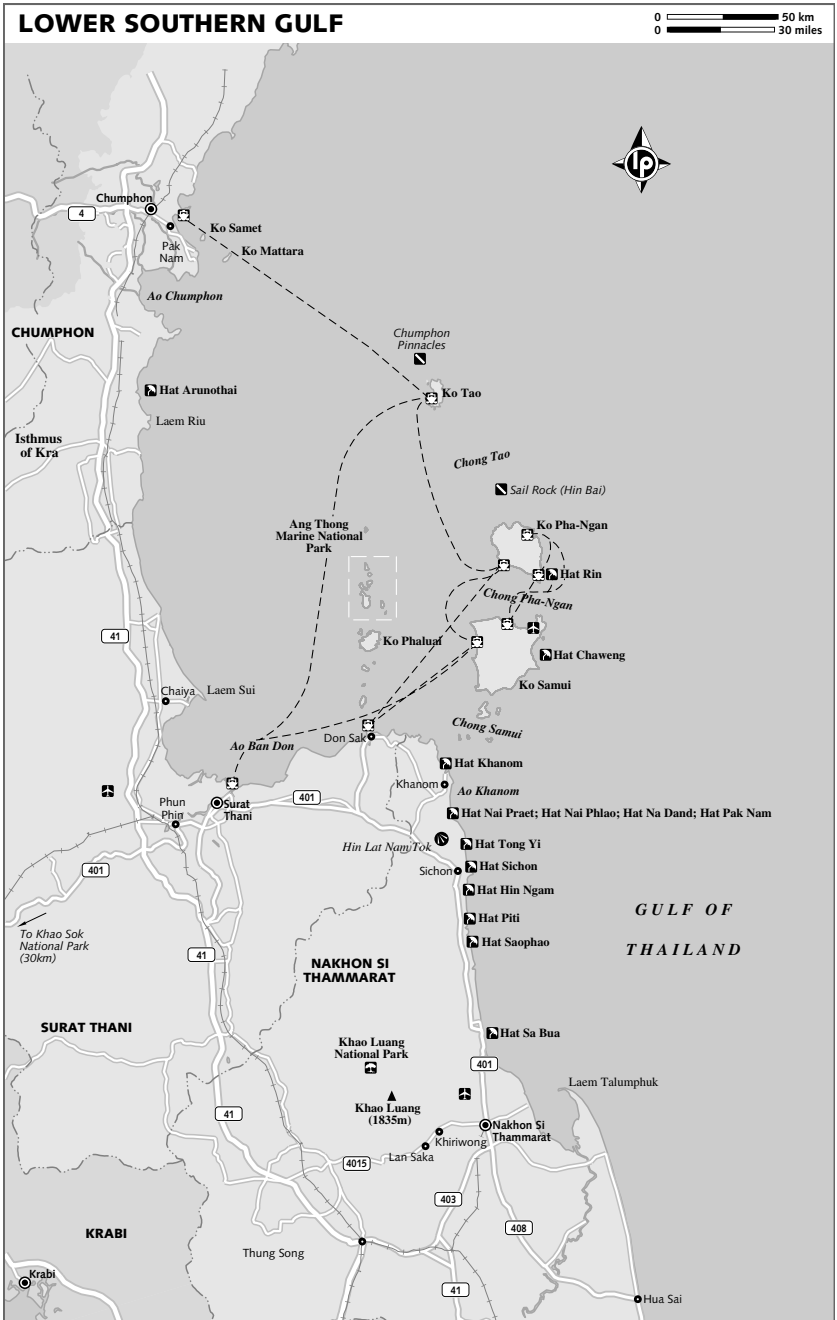 LOWER SOUTHERN GULF
0 50 km
0 30 miles
lp
Chumphon
4
Pak
Nam
Ko Samet
Ko Mattara
Ao Chumphon
CHUMPHON
Chumphon
Pinnacles
Hat Arunothai
Ko Tao
Laem Riu
Isthmus
of Kra
Chong Tao
Sail Rock (Hin Bai)
Ang Thong
Marine National
Park
Ko Pha-Ngan
Hat Rin
Chong Pha-Ngan
41
Ko Phaluai
Hat Chaweng
Ko Samui
Chaiya
Laem Sui
Chong Samui
Ao Ban Don
Don Sak
Hat Khanom
Khanom
Ao Khanom
401
Phun
Phin
Surat
Thani
Hat Nai Praet; Hat Nai Phlao; Hat Na Dand; Hat Pak Nam
Hin Lat Nam Tok
Hat Tong Yi
Sichon
Hat Sichon
401
Hat Hin Ngam
GULF OF
THAILAND
Hat Piti
To Khao Sok
National Park
(30km)
Hat Saophao
41
NAKHON SI
THAMMARAT
SURAT THANI
Hat Sa Bua
Khao Luang
National Park
401
Laem Talumphuk
Khao Luang
(1835m)
41
Nakhon Si
Thammarat
Khiriwong
Lan Saka
4015
403
408
KRABI
Thung Song
Krabi
41
Hua Sai